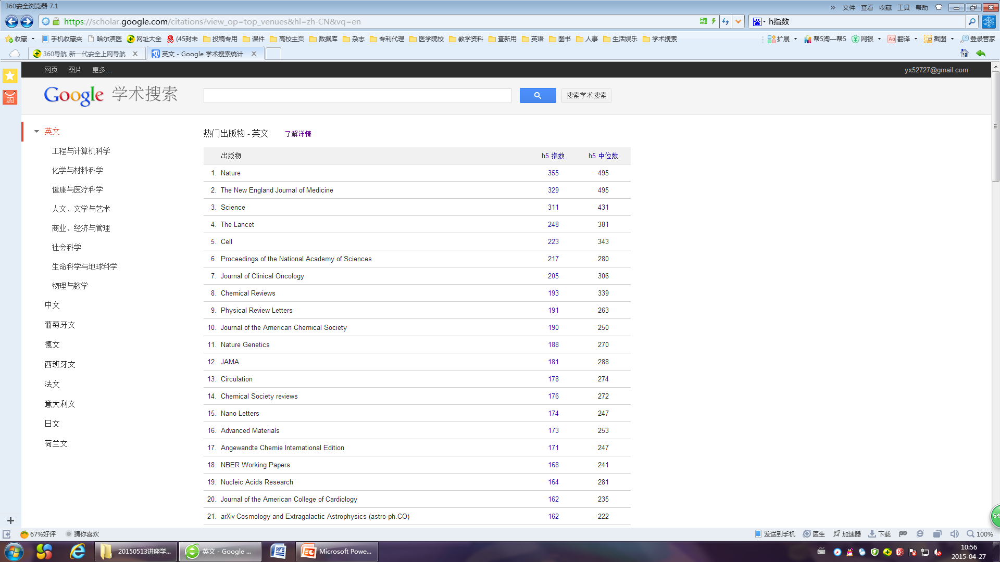 360安全浏览器 7.1
» 文件 查看 收藏 工具 帮助
https://scholar.google.com/citations?view_op=top_venues&hl=zh-CN&vq=en
h指数
收藏 手机收藏夹 哈尔滨医 网址大全 (45封未 投稿专用 课件 高校主页 数据库 杂志 专利代理 医学院校 教学资料 查新用 英语 图书 人事 生活娱乐 学术搜索
扩展 帮5淘—帮5 网银 翻译 截图 登录管家
360导航_新一代安全上网导航
英文 - Google 学术搜索统计
网页 图片 更多...
yx52727@gmail.com
购
Google 学术搜索
搜索学术搜索
英文
工程与计算机科学
化学与材料科学
健康与医疗科学
人文、文学与艺术
商业、经济与管理
社会科学
生命科学与地球科学
物理与数学
中文
葡萄牙文
德文
西班牙文
法文
意大利文
日文
荷兰文
热门出版物 - 英文 了解详情
出版物 h5 指数 h5 中位数
1. Nature 355 495
2. The New England Journal of Medicine 329 495
3. Science 311 431
4. The Lancet 248 381
5. Cell 223 343
6. Proceedings of the National Academy of Sciences 217 280
7. Journal of Clinical Oncology 205 306
8. Chemical Reviews 193 339
9. Physical Review Letters 191 263
10. Journal of the American Chemical Society 190 250
11. Nature Genetics 188 270
12. JAMA 181 288
13. Circulation 178 274
14. Chemical Society reviews 176 272
15. Nano Letters 174 247
16. Advanced Materials 173 253
17. Angewandte Chemie International Edition 171 247
18. NBER Working Papers 168 241
19. Nucleic Acids Research 164 281
20. Journal of the American College of Cardiology 162 235
21. arXiv Cosmology and Extragalactic Astrophysics (astro-ph.CO) 162 222
54
67%好评 猜你喜欢
发送到手机 医生 加速器 下载 100%
20150513讲座学...
英文 - Google ...
Microsoft Powe...
10:56
2015-04-27